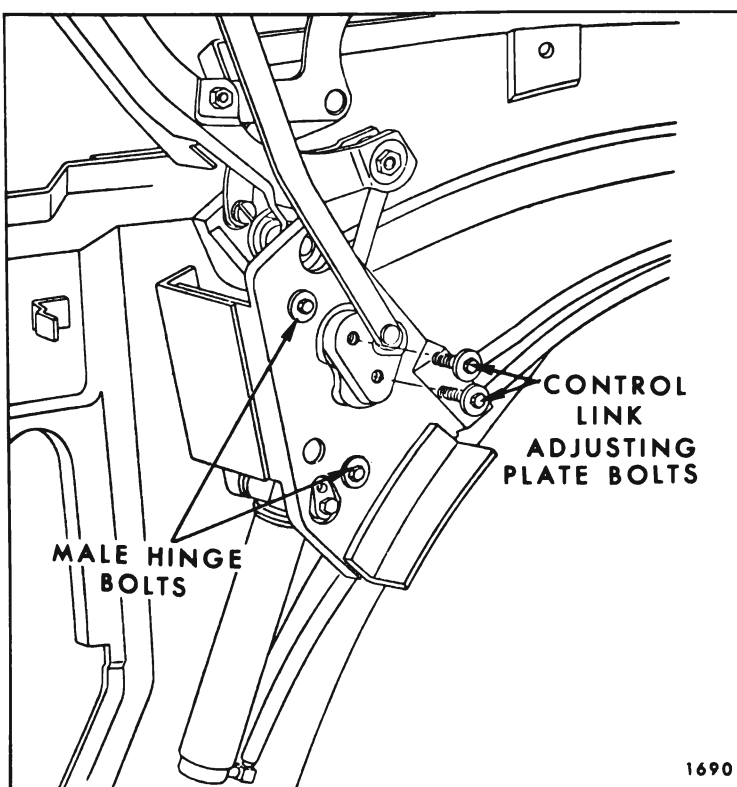 CONTROL
LINK
ADJUSTING
PLATE BOLTS
MALE HINGE
BOLTS
1690